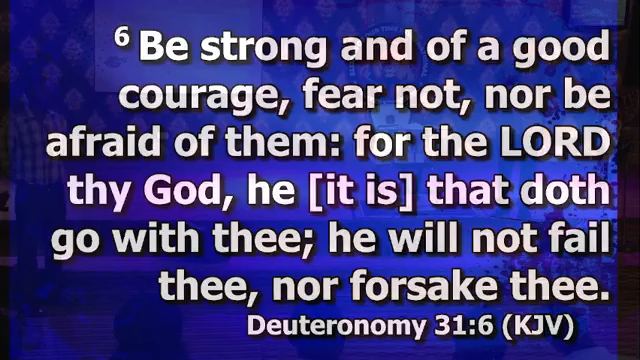 6 Be strong and of a good
courage, fear not, nor be
afraid of them: for the LORD
thy God, he [it is] that doth
go with thee; he will not fail
thee, nor forsake thee.
Deuteronomy 31:6 (KJV)